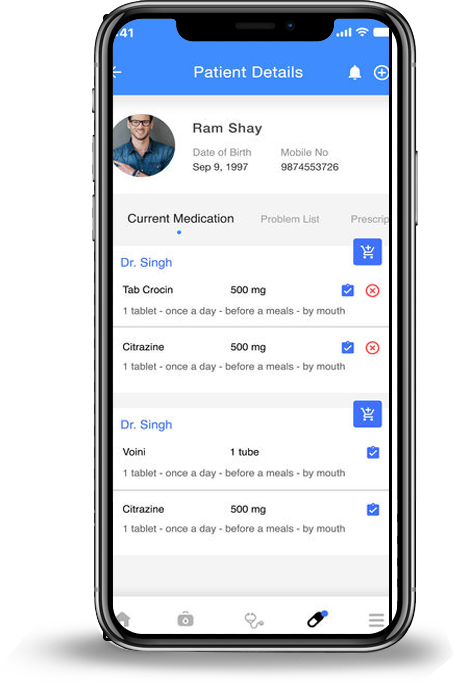 :41
Patient Details
Ram Shay
Date of Birth Mobile No
Sep 9, 1997 9874553726
Current Medication Problem List Prescrip
Dr. Singh
Tab Crocin 500 mg
1 tablet - once a day - before a meals - by mouth
Citrazine 500 mg
1 tablet - once a day - before a meals - by mouth
Dr. Singh
Voini 1 tube
1 tablet - once a day - before a meals - by mouth
Citrazine 500 mg
1 tablet - once a day - before a meals - by mouth